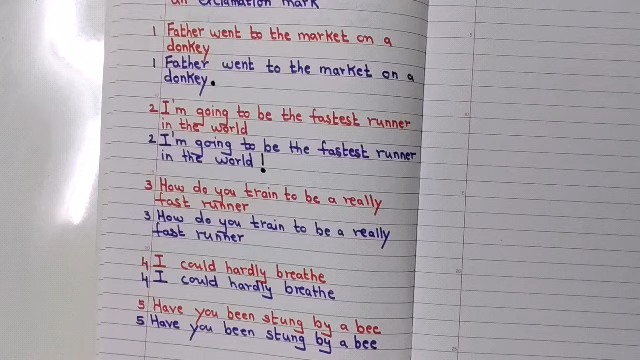 an exclamation mark
1 Father went to the market on a
donkey
1 Father went to the market on a
donkey.
2 I'm going to be the fastest runner
in the world
2 I'm going to be the fastest runner
in the world!
3 How do you train to be a really
fast runner
3 How do you train to be a really
fast runner
4 I could hardly breathe
4 I could hardly breathe
5 Have you been stung by a bee
5 Have you been stung by a bee